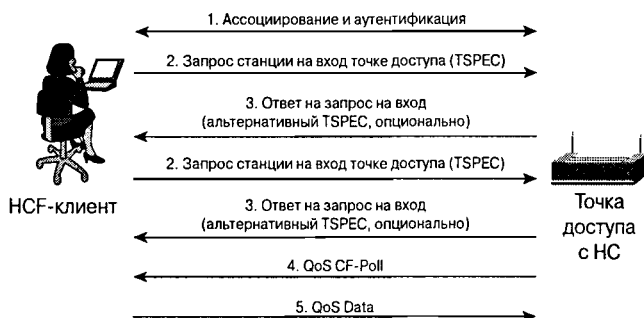 1. Ассоциирование и аутентификация
2. Запрос станции на вход точке доступа (TSPEC)
3. Ответ на запрос на вход
(альтернативный TSPEC, опционально)
2. Запрос станции на вход точке доступа (TSPEC)
HCF-клиент
3. Ответ на запрос на вход
(альтернативный TSPEC, опционально)
Точка
доступа
с HC
4. QoS CF-Poll
5. QoS Data